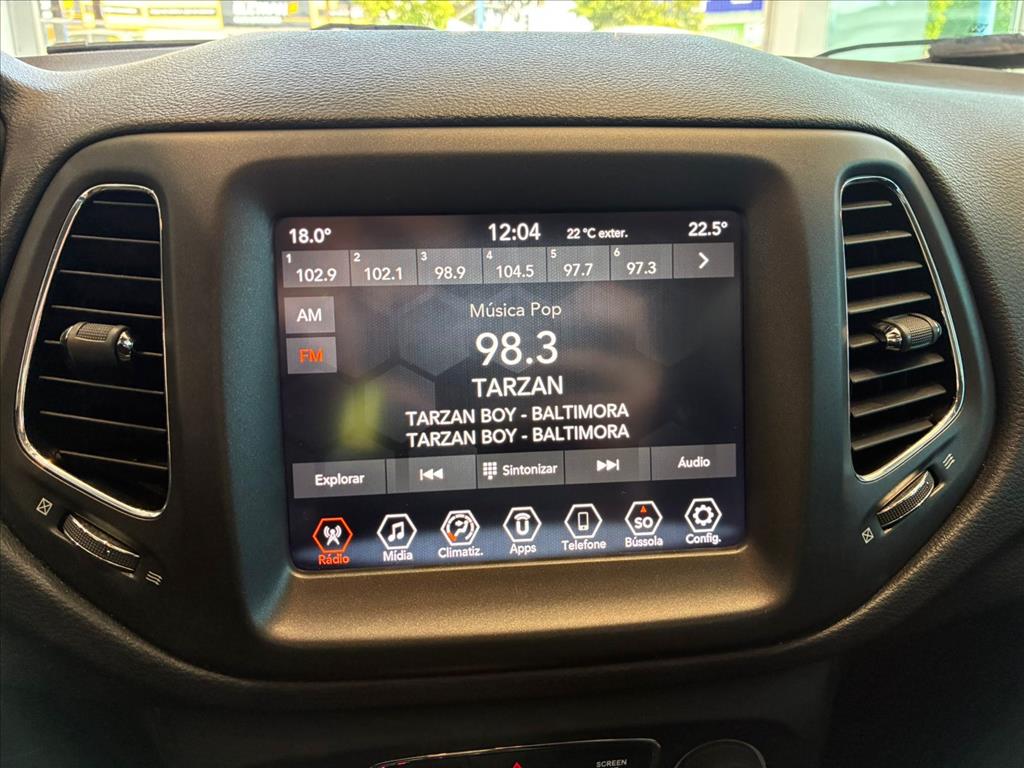 18.0° 12:04 22 °C exter. 22.5°
1 102.9 2 102.1 3 98.9 4 104.5 5 97.7 6 97.3
AM
Música Pop
98.3
FM
TARZAN
TARZAN BOY - BALTIMORA
TARZAN BOY - BALTIMORA
Explorar Sintonizar Áudio
Rádio Mídia Climatiz. Apps Telefone SO Bússola Config.
SCREEN